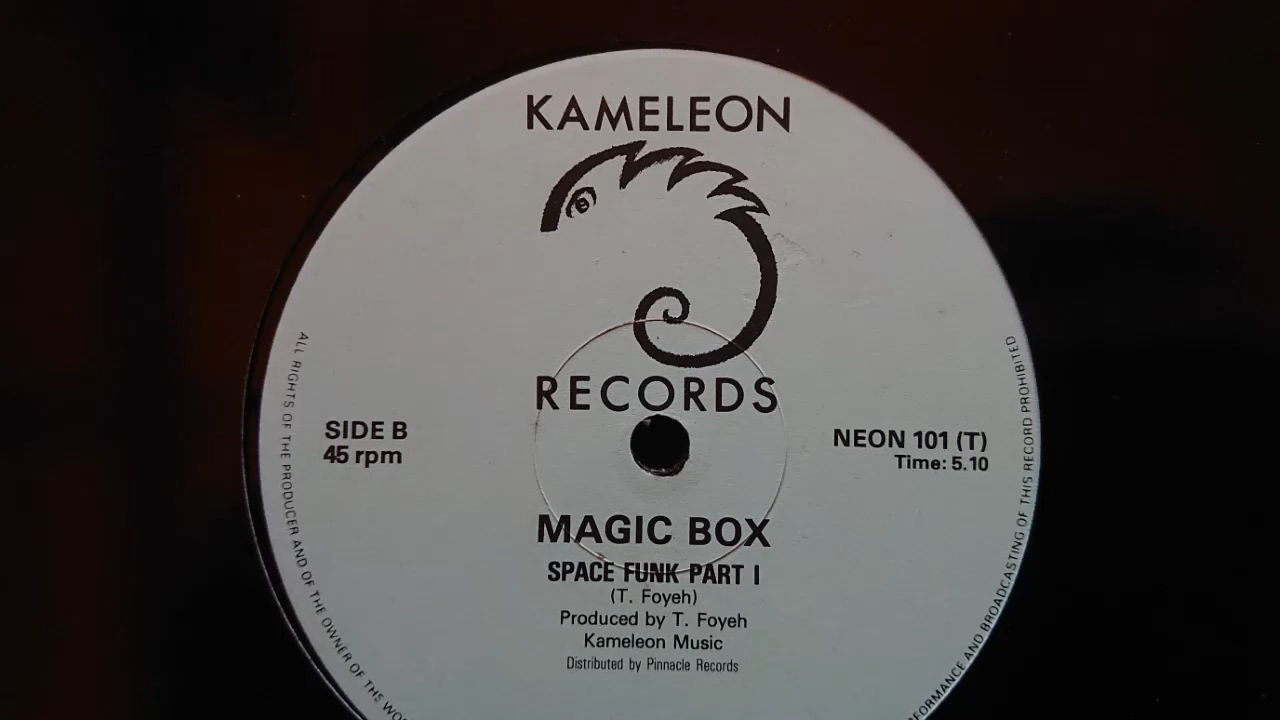 KAMELEON
RECORDS
SIDE B
45 rpm
NEON 101 (T)
Time: 5.10
MAGIC BOX
SPACE FUNK PART I
(T. Foyeh)
Produced by T. Foyeh
Kameleon Music
Distributed by Pinnacle Records
ALL RIGHTS OF THE PRODUCER AND OF THE OWNER OF THS
AND BROADCASTING OF THIS RECORD PROHIBITED